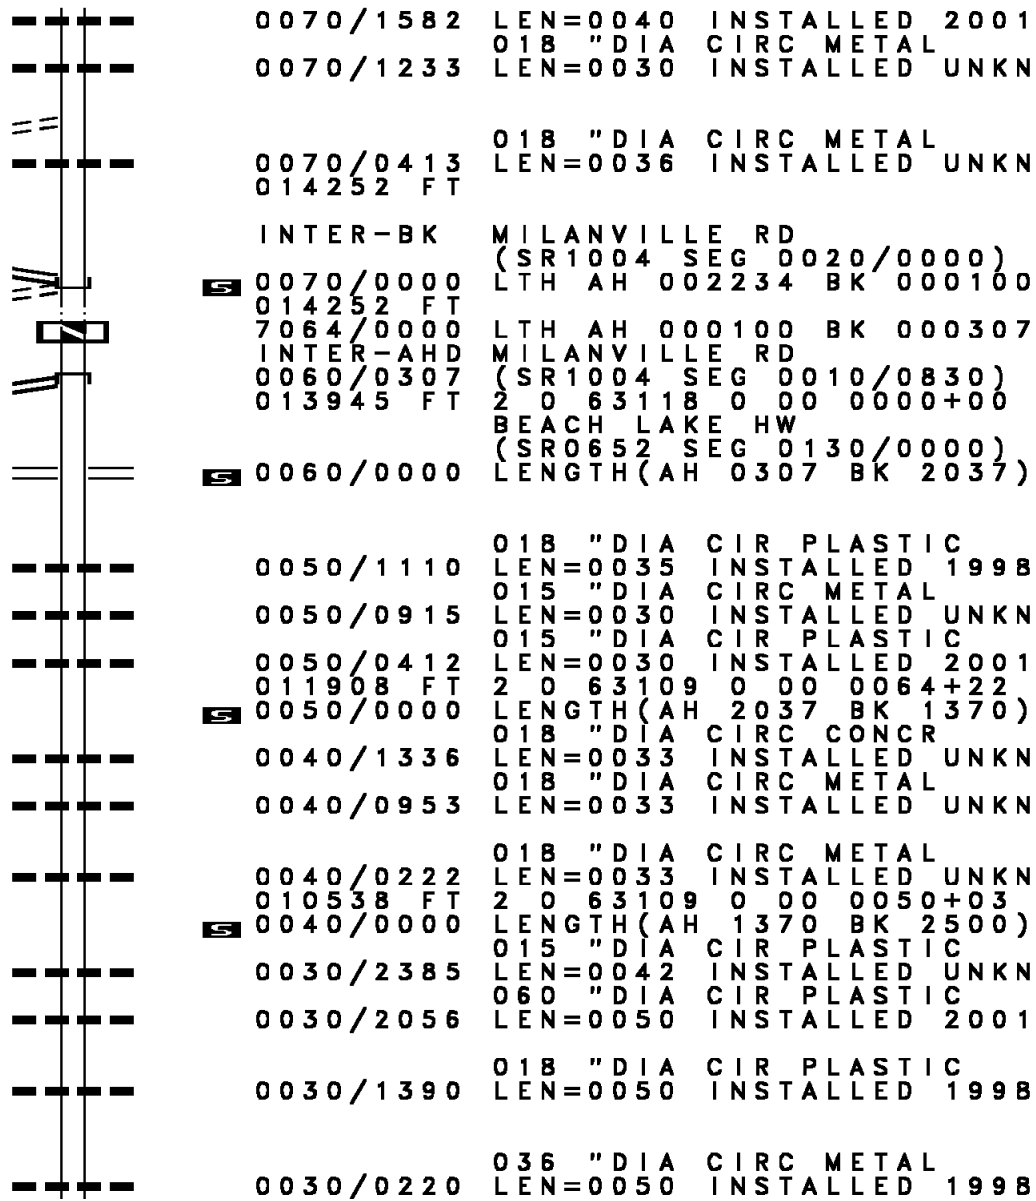 0070/1582 LEN=0040 INSTALLED 2001
018 "DIA CIRC METAL
0070/1233 LEN=0030 INSTALLED UNKN
018 "DIA CIRC METAL
0070/0413 LEN=0036 INSTALLED UNKN
014252 FT
INTER-BK MILANVILLE RD
(SR1004 SEG 0020/0000)
S 0070/0000 LTH AH 002234 BK 000100
014252 FT
7064/0000 LTH AH 000100 BK 000307
INTER-AHD MILANVILLE RD
0060/0307 (SR1004 SEG 0010/0830)
013945 FT 2 0 63118 0 00 0000+00
BEACH LAKE HW
(SR0652 SEG 0130/0000)
S 0060/0000 LENGTH(AH 0307 BK 2037)
018 "DIA CIR PLASTIC
0050/1110 LEN=0035 INSTALLED 1998
015 "DIA CIRC METAL
0050/0915 LEN=0030 INSTALLED UNKN
015 "DIA CIR PLASTIC
0050/0412 LEN=0030 INSTALLED 2001
011908 FT 2 0 63109 0 00 0064+22
S 0050/0000 LENGTH(AH 2037 BK 1370)
018 "DIA CIRC CONCR
0040/1336 LEN=0033 INSTALLED UNKN
018 "DIA CIRC METAL
0040/0953 LEN=0033 INSTALLED UNKN
018 "DIA CIRC METAL
0040/0222 LEN=0033 INSTALLED UNKN
010538 FT 2 0 63109 0 00 0050+03
S 0040/0000 LENGTH(AH 1370 BK 2500)
015 "DIA CIR PLASTIC
0030/2385 LEN=0042 INSTALLED UNKN
060 "DIA CIR PLASTIC
0030/2056 LEN=0050 INSTALLED 2001
018 "DIA CIR PLASTIC
0030/1390 LEN=0050 INSTALLED 1998
036 "DIA CIRC METAL
0030/0220 LEN=0050 INSTALLED 1998